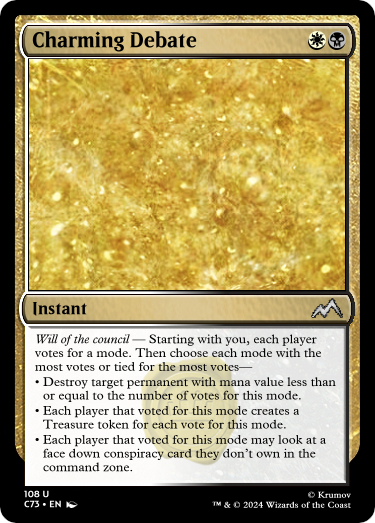 Charming Debate
Instant
Will of the council — Starting with you, each player
votes for a mode. Then choose each mode with the
most votes or tied for the most votes—
• Destroy target permanent with mana value less than
or equal to the number of votes for this mode.
• Each player that voted for this mode creates a
Treasure token for each vote for this mode.
• Each player that voted for this mode may look at a
face down conspiracy card they don't own in the
command zone.
108 U
© Krumov
C73 • EN
™ & © 2024 Wizards of the Coast